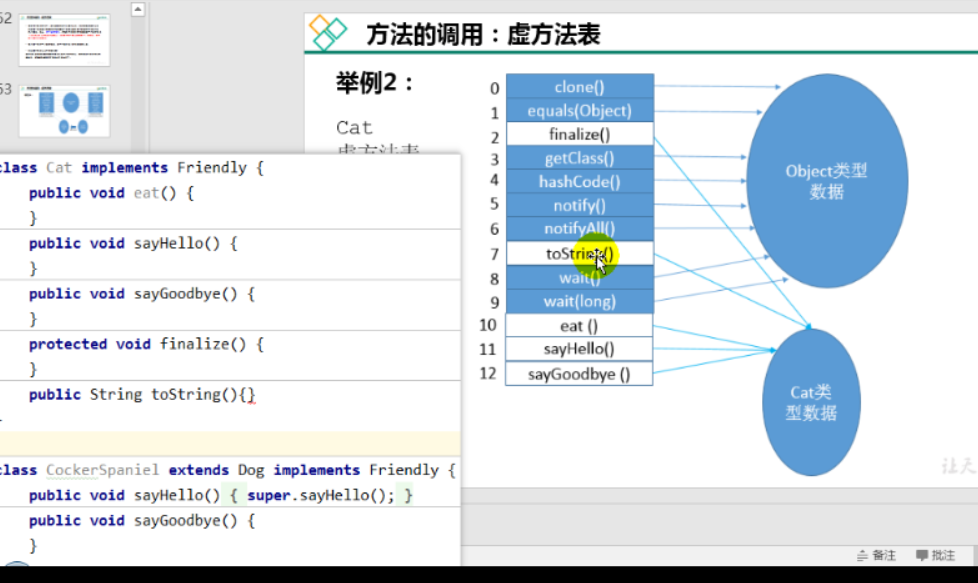 52
53
方法的调用：虚方法表
举例2：
Cat
虚方法表
0 clone()
1 equals(Object)
2 finalize()
3 getClass()
4 hashCode()
5 notify()
6 notifyAll()
7 toString()
8 wait()
9 wait(long)
10 eat ()
11 sayHello()
12 sayGoodbye ()
Object类型
数据
Cat类
型数据
class Cat implements Friendly {
public void eat() {
}
public void sayHello() {
}
public void sayGoodbye() {
}
protected void finalize() {
}
public String toString(){}
class CockerSpaniel extends Dog implements Friendly {
public void sayHello() { super.sayHello(); }
public void sayGoodbye() {
}
让天
备注 批注